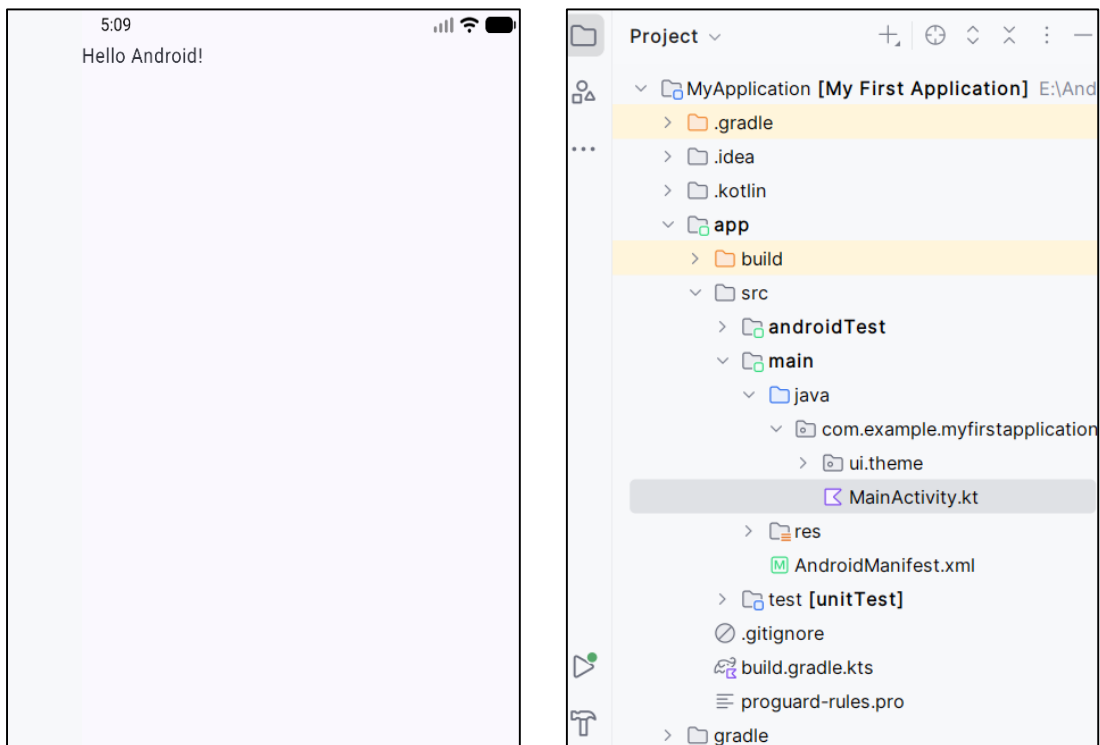 5:09
Hello Android!
Project
MyApplication [My First Application] E:\And
.gradle
.idea
.kotlin
app
build
src
androidTest
main
java
com.example.myfirstapplication
ui.theme
MainActivity.kt
res
AndroidManifest.xml
test [unitTest]
.gitignore
build.gradle.kts
proguard-rules.pro
gradle